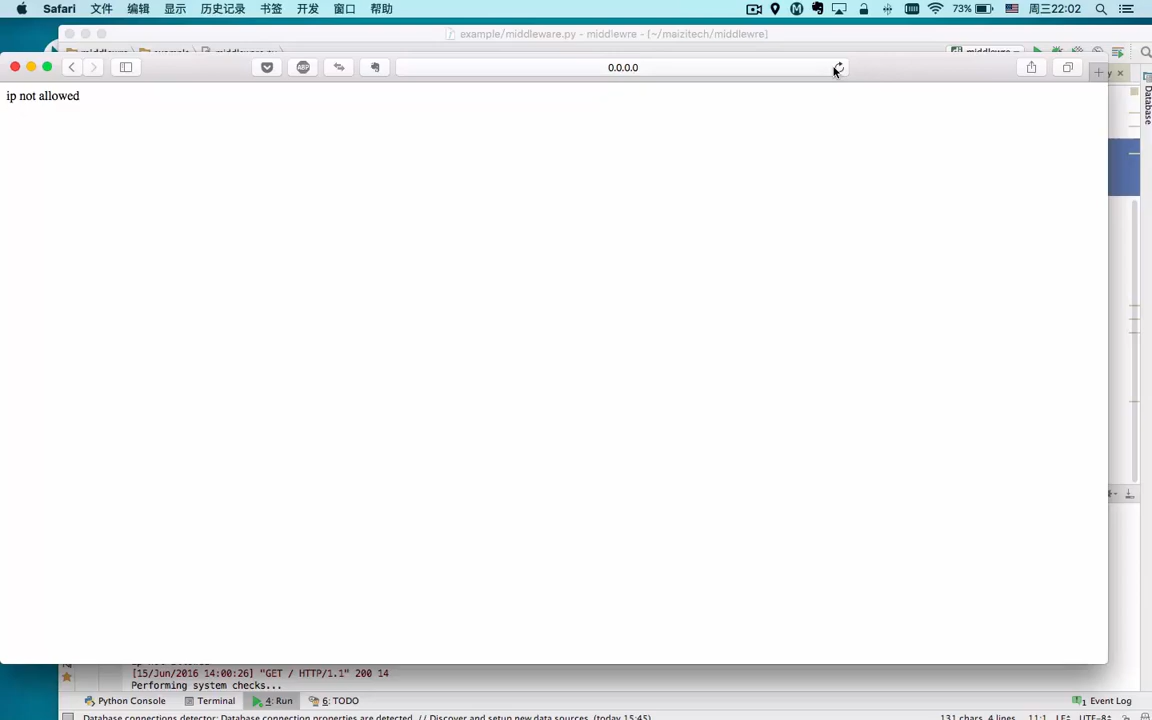 Safari 文件 编辑 显示 历史记录 书签 开发 窗口 帮助 73% 周三22:02
example/middleware.py - middlewre - [~/maizitech/middlewre]
ABP 0.0.0.0
ip not allowed
Database
[15/Jun/2016 14:00:26] "GET / HTTP/1.1" 200 14
Performing system checks...
Python Console Terminal 4: Run 6: TODO 1 Event Log
Database connections detector: Database connection properties are detected. // Discover and setup new data sources. (today 15:45) 131 chars, 4 lines 11:1 LF÷ UTF-8÷